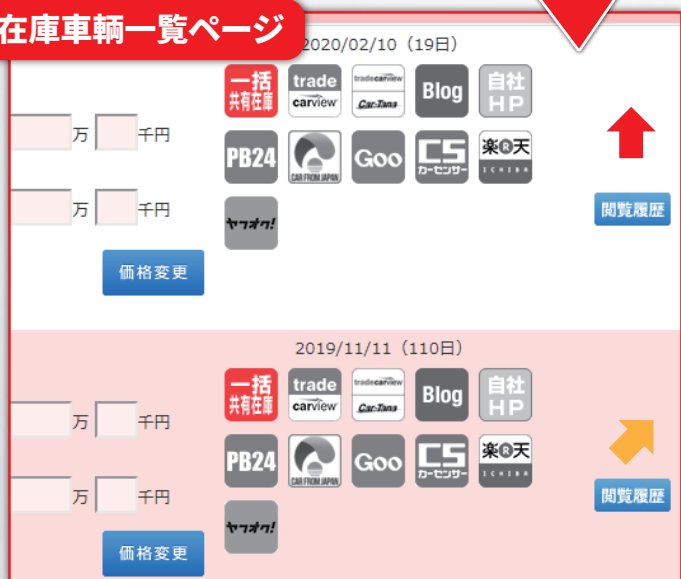 在庫車輌一覧ページ
2020/02/10（19日）
一括
共有在庫
trade
carview
tradecarview
Car-Tana
Blog
自社
HP
万 千円
PB24
CAR FROM JAPAN
Goo
CS
カーセンサー
楽R天
ICHIBA
万 千円
閲覧履歴
ヤフオク!
価格変更
2019/11/11（110日）
一括
共有在庫
trade
carview
tradecarview
Car-Tana
Blog
自社
HP
万 千円
PB24
CAR FROM JAPAN
Goo
CS
カーセンサー
楽R天
ICHIBA
万 千円
閲覧履歴
ヤフオク!
価格変更